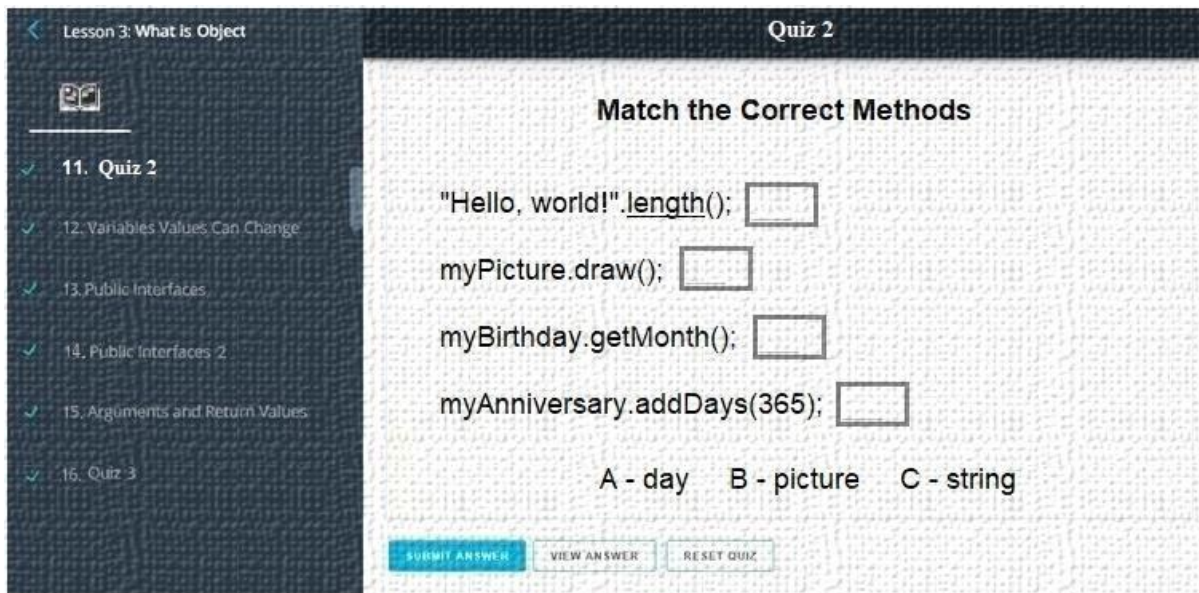 Lesson 3: What is Object
Quiz 2
11. Quiz 2
12. Variables Values Can Change
13. Public Interfaces
14. Public Interfaces 2
15. Arguments and Return Values
16. Quiz 3
Match the Correct Methods
"Hello, world!".length();
myPicture.draw();
myBirthday.getMonth();
myAnniversary.addDays(365);
A - day B - picture C - string
SUBMIT ANSWER VIEW ANSWER RESET QUIZ